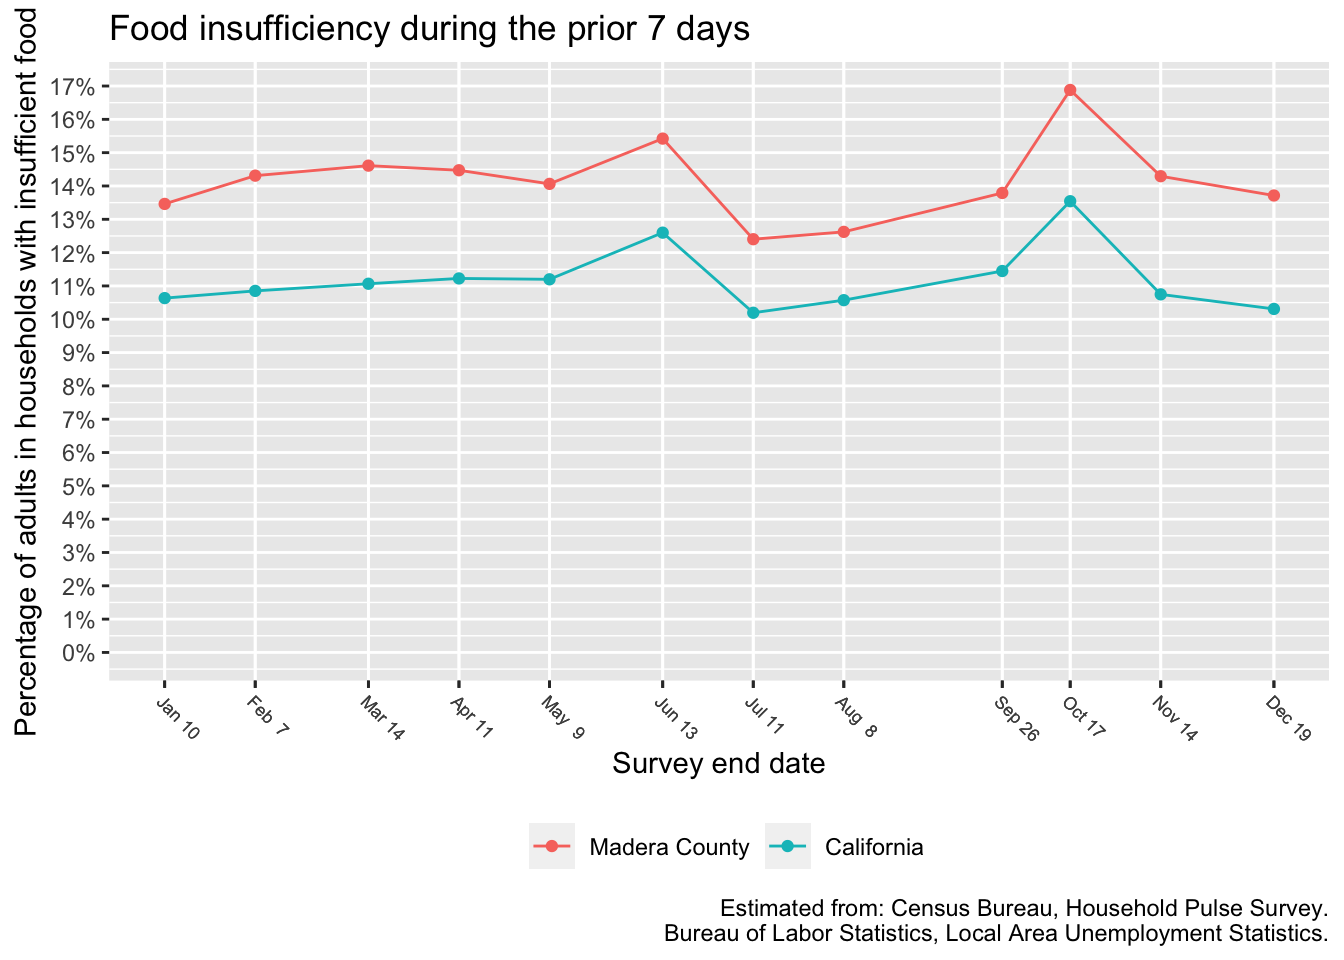 Food insufficiency during the prior 7 days
Percentage of adults in households with insufficient food
17%
16%
15%
14%
13%
12%
11%
10%
9%
8%
7%
6%
5%
4%
3%
2%
1%
0%
Jan 10
Feb 7
Mar 14
Apr 11
May 9
Jun 13
Jul 11
Aug 8
Sep 26
Oct 17
Nov 14
Dec 19
Survey end date
Madera County
California
Estimated from: Census Bureau, Household Pulse Survey.
Bureau of Labor Statistics, Local Area Unemployment Statistics.